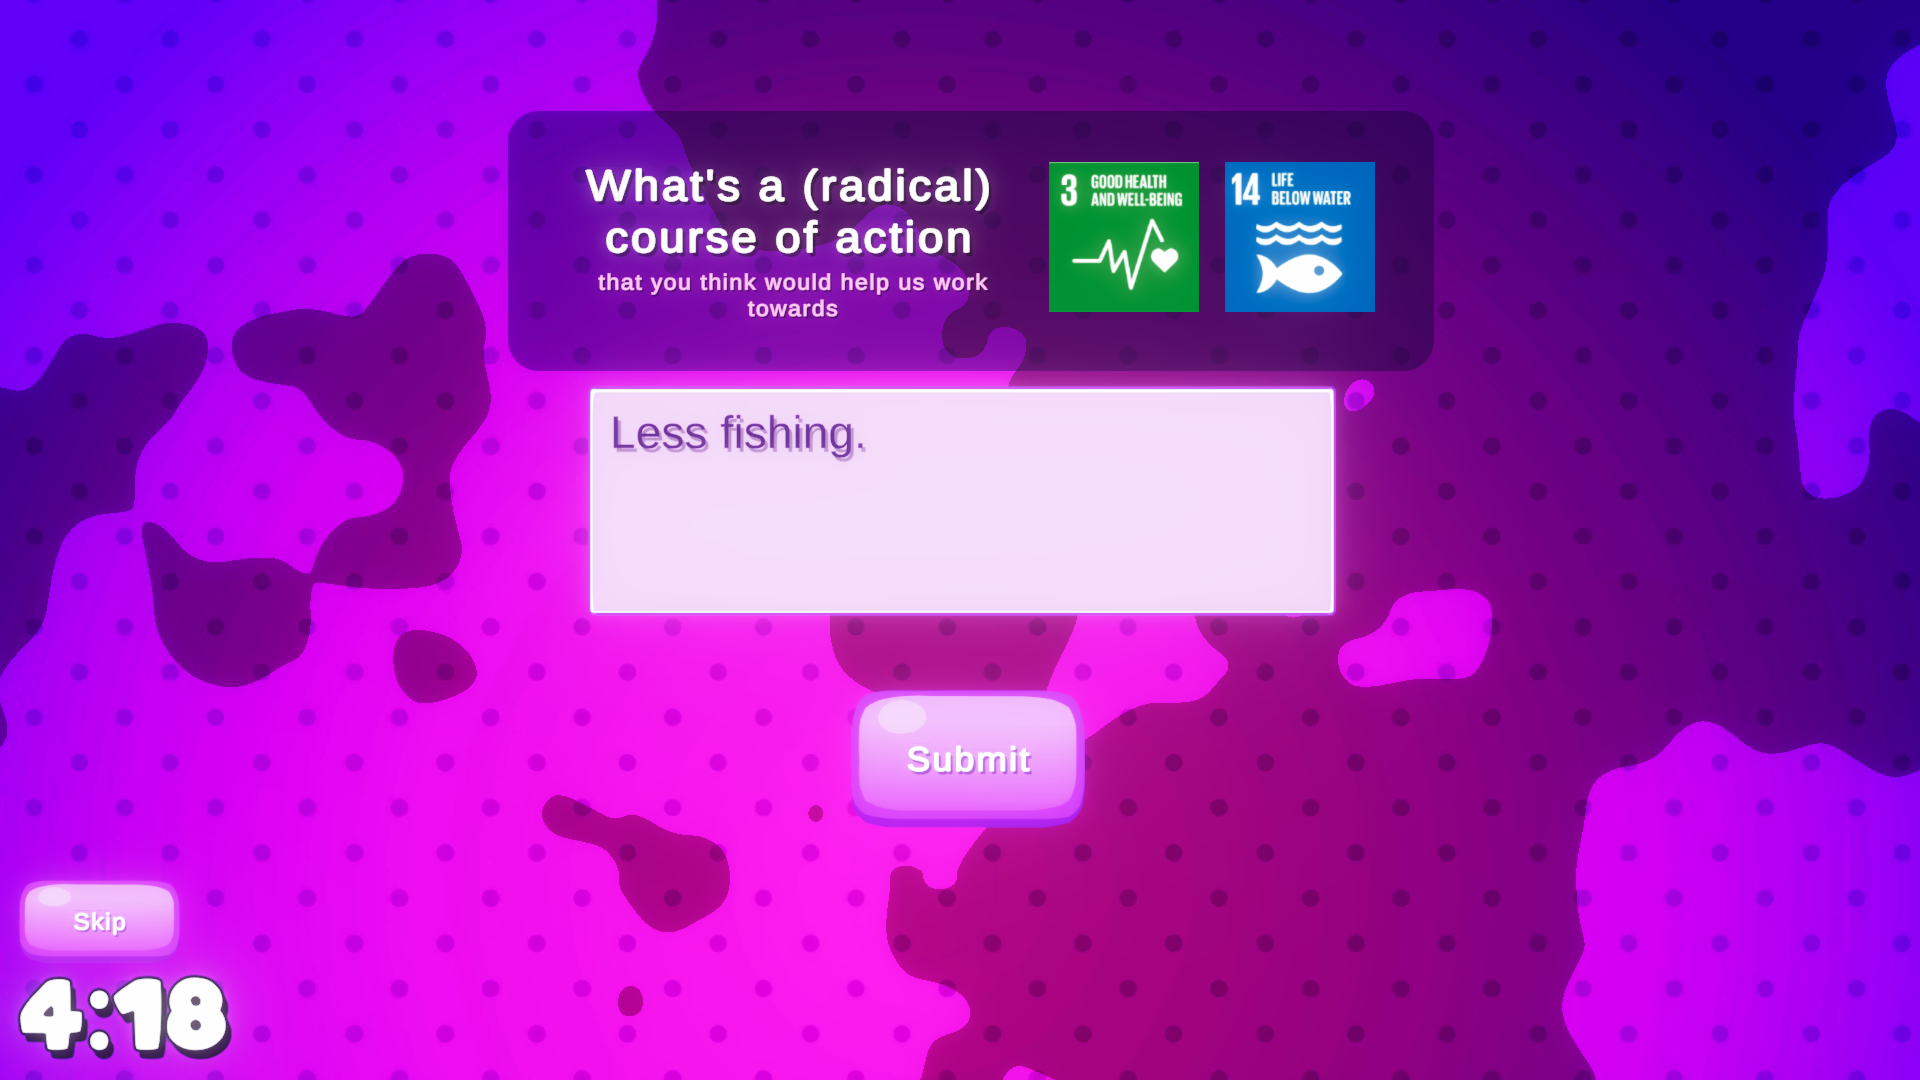 What's a (radical)
course of action
that you think would help us work
towards
3 GOOD HEALTH
AND WELL-BEING
14 LIFE
BELOW WATER
Less fishing.
Submit
Skip
4:18